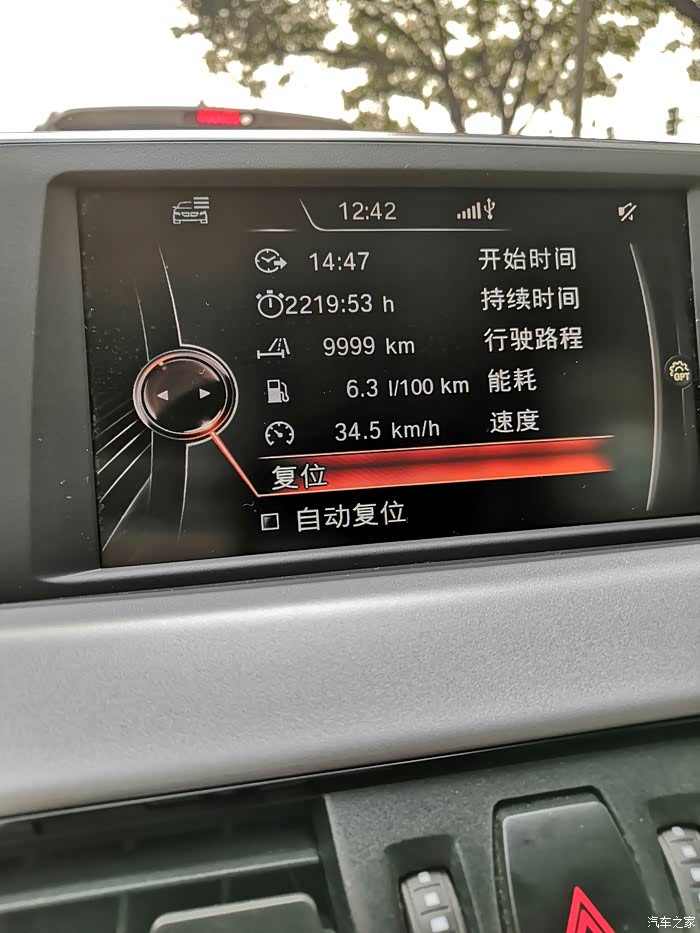 12:42
14:47 开始时间
2219:53 h 持续时间
9999 km 行驶路程
6.3 l/100 km 能耗
34.5 km/h 速度
OPT
复位
自动复位
汽车之家